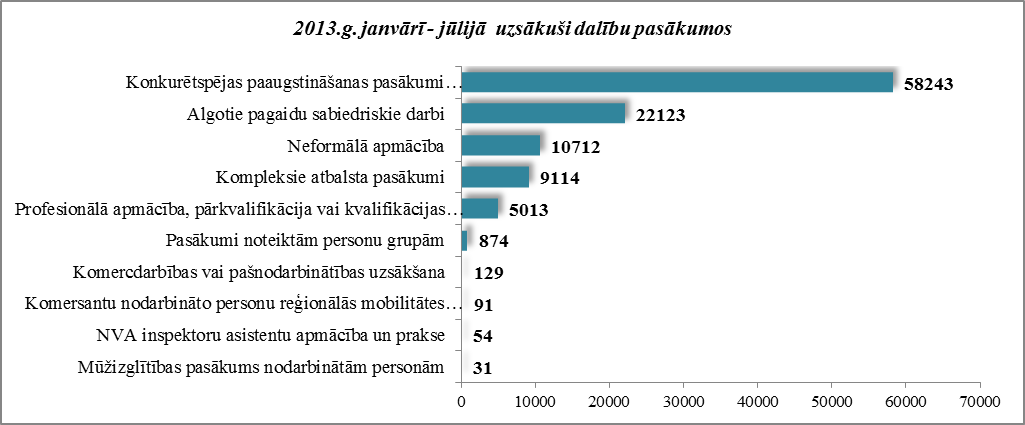 2013.g. janvārī - jūlijā uzsākuši dalību pasākumos
Konkurētspējas paaugstināšanas pasākumi… 58243
Algotie pagaidu sabiedriskie darbi 22123
Neformālā apmācība 10712
Kompleksie atbalsta pasākumi 9114
Profesionālā apmācība, pārkvalifikācija vai kvalifikācijas… 5013
Pasākumi noteiktām personu grupām 874
Komercdarbības vai pašnodarbinātības uzsākšana 129
Komersantu nodarbināto personu reģionālās mobilitātes… 91
NVA inspektoru asistentu apmācība un prakse 54
Mūžizglītības pasākums nodarbinātām personām 31
0 10000 20000 30000 40000 50000 60000 70000